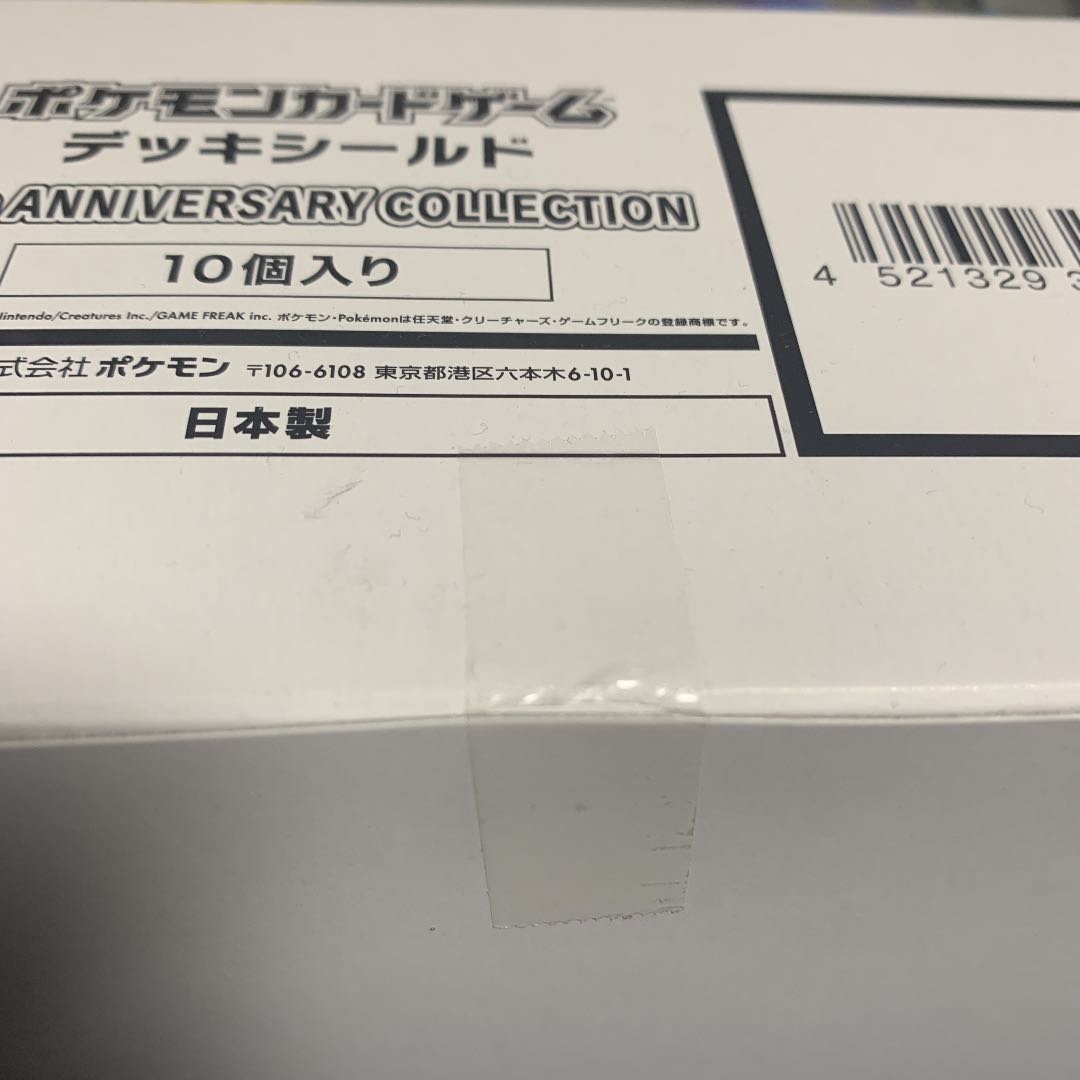 ポケモンカードゲーム
デッキシールド
ANNIVERSARY COLLECTION
10個入り
Nintendo/Creatures Inc./GAME FREAK inc. ポケモン・Pokémonは任天堂・クリーチャーズ・ゲームフリークの登録商標です。
式会社 ポケモン 〒106-6108 東京都港区六本木6-10-1
日本製
4 521329 3